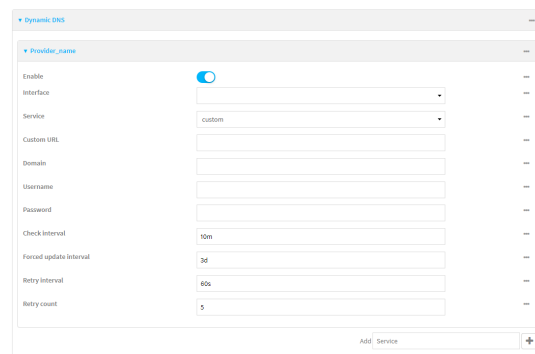 Dynamic DNS
Provider_name
Enable
Interface
Service custom
Custom URL
Domain
Username
Password
Check interval 10m
Forced update interval 3d
Retry interval 60s
Retry count 5
Add Service